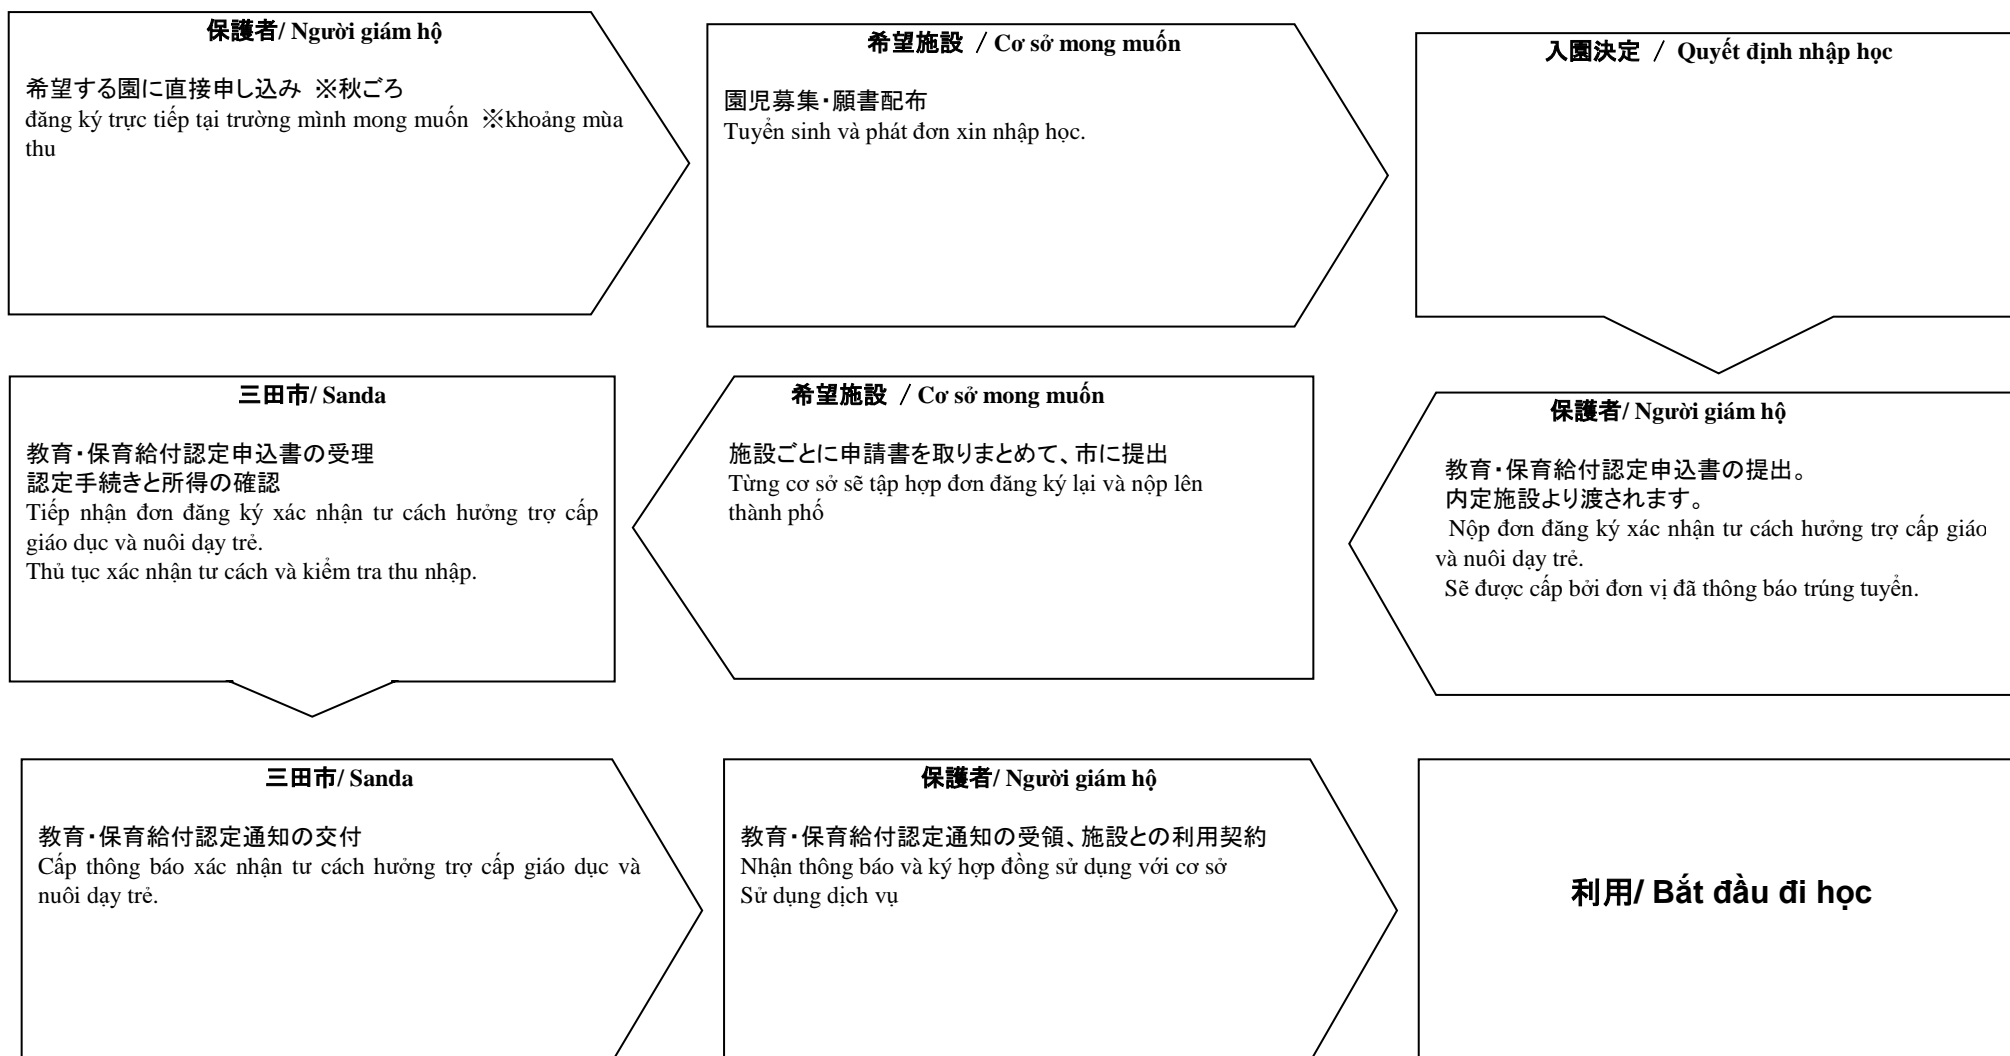 保護者/ Người giám hộ
希望する園に直接申し込み ※秋ごろ
đăng ký trực tiếp tại trường mình mong muốn ※khoảng mùa
thu
希望施設 / Cơ sở mong muốn
園児募集・願書配布
Tuyển sinh và phát đơn xin nhập học.
入園決定 / Quyết định nhập học
保護者/ Người giám hộ
教育・保育給付認定申込書の提出。
内定施設より渡されます。
Nộp đơn đăng ký xác nhận tư cách hưởng trợ cấp giáo
và nuôi dạy trẻ.
Sẽ được cấp bởi đơn vị đã thông báo trúng tuyển.
希望施設 / Cơ sở mong muốn
施設ごとに申請書を取りまとめて、市に提出
Từng cơ sở sẽ tập hợp đơn đăng ký lại và nộp lên
thành phố
三田市/ Sanda
教育・保育給付認定申込書の受理
認定手続きと所得の確認
Tiếp nhận đơn đăng ký xác nhận tư cách hưởng trợ cấp
giáo dục và nuôi dạy trẻ.
Thủ tục xác nhận tư cách và kiểm tra thu nhập.
三田市/ Sanda
教育・保育給付認定通知の交付
Cấp thông báo xác nhận tư cách hưởng trợ cấp giáo dục và
nuôi dạy trẻ.
保護者/ Người giám hộ
教育・保育給付認定通知の受領、施設との利用契約
Nhận thông báo và ký hợp đồng sử dụng với cơ sở
Sử dụng dịch vụ
利用/ Bắt đầu đi học